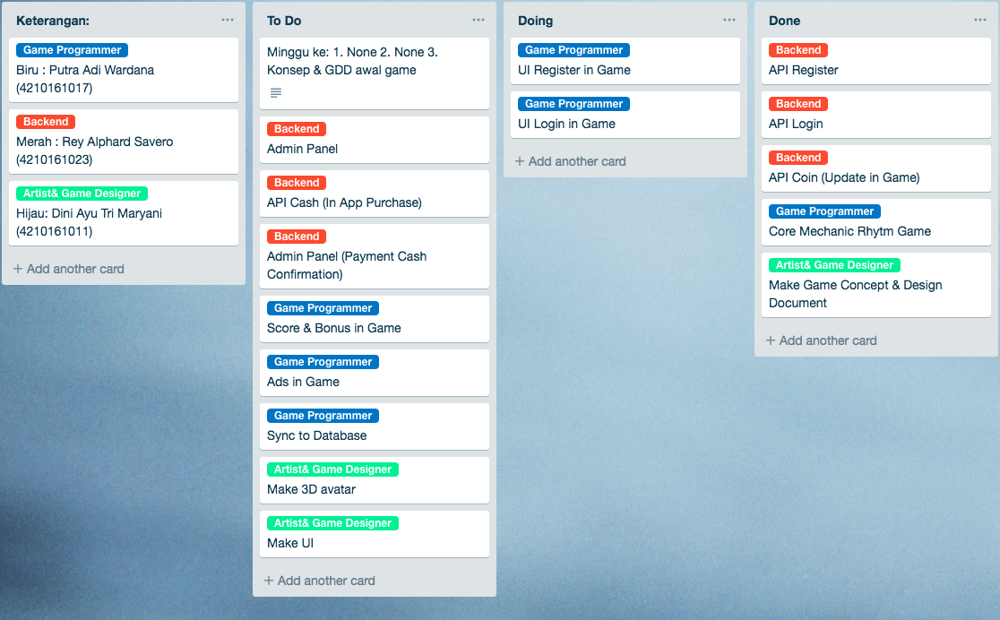 Keterangan:
Game Programmer
Biru : Putra Adi Wardana
(4210161017)
Backend
Merah : Rey Alphard Savero
(4210161023)
Artist& Game Designer
Hijau: Dini Ayu Tri Maryani
(4210161011)
+ Add another card
To Do
Minggu ke: 1. None 2. None 3.
Konsep & GDD awal game
Backend
Admin Panel
Backend
API Cash (In App Purchase)
Backend
Admin Panel (Payment Cash
Confirmation)
Game Programmer
Score & Bonus in Game
Game Programmer
Ads in Game
Game Programmer
Sync to Database
Artist& Game Designer
Make 3D avatar
Artist& Game Designer
Make UI
+ Add another card
Doing
Game Programmer
UI Register in Game
Game Programmer
UI Login in Game
+ Add another card
Done
Backend
API Register
Backend
API Login
Backend
API Coin (Update in Game)
Game Programmer
Core Mechanic Rhytm Game
Artist& Game Designer
Make Game Concept & Design
Document
+ Add another card